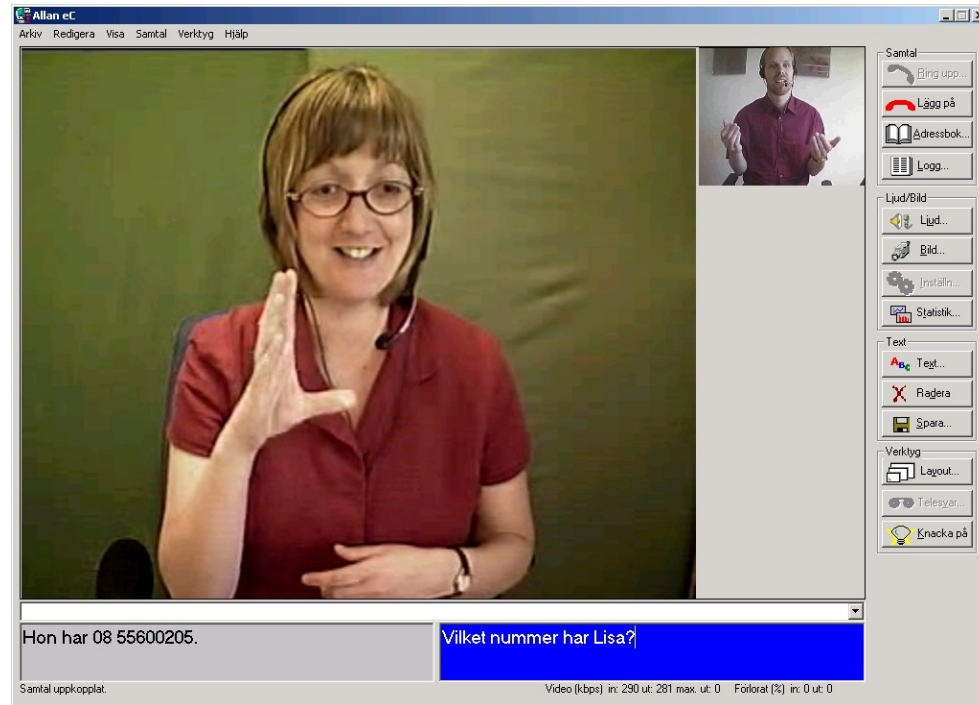 Allan eC
Arkiv Redigera Visa Samtal Verktyg Hjälp
Samtal
Ring upp...
Lägg på
Adressbok...
Logg...
Ljud/Bild
Ljud...
Bild...
Inställn...
Statistik...
Text
ABC Text...
Radera
Spara...
Verktyg
Layout...
Telesvar...
Knacka på
Hon har 08 55600205.
Vilket nummer har Lisa?
Samtal uppkopplat.
Video (kbps) in: 290 ut: 281 max. ut: 0 Förlorat (%) in: 0 ut: 0